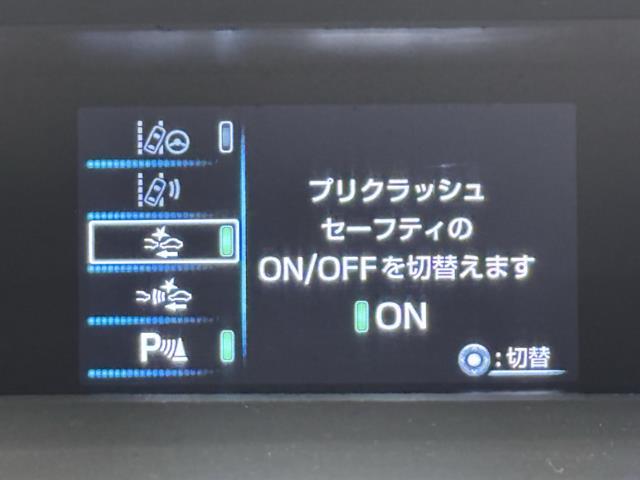 プリクラッシュ
セーフティの
ON/OFFを切替えます
ON
P
:切替